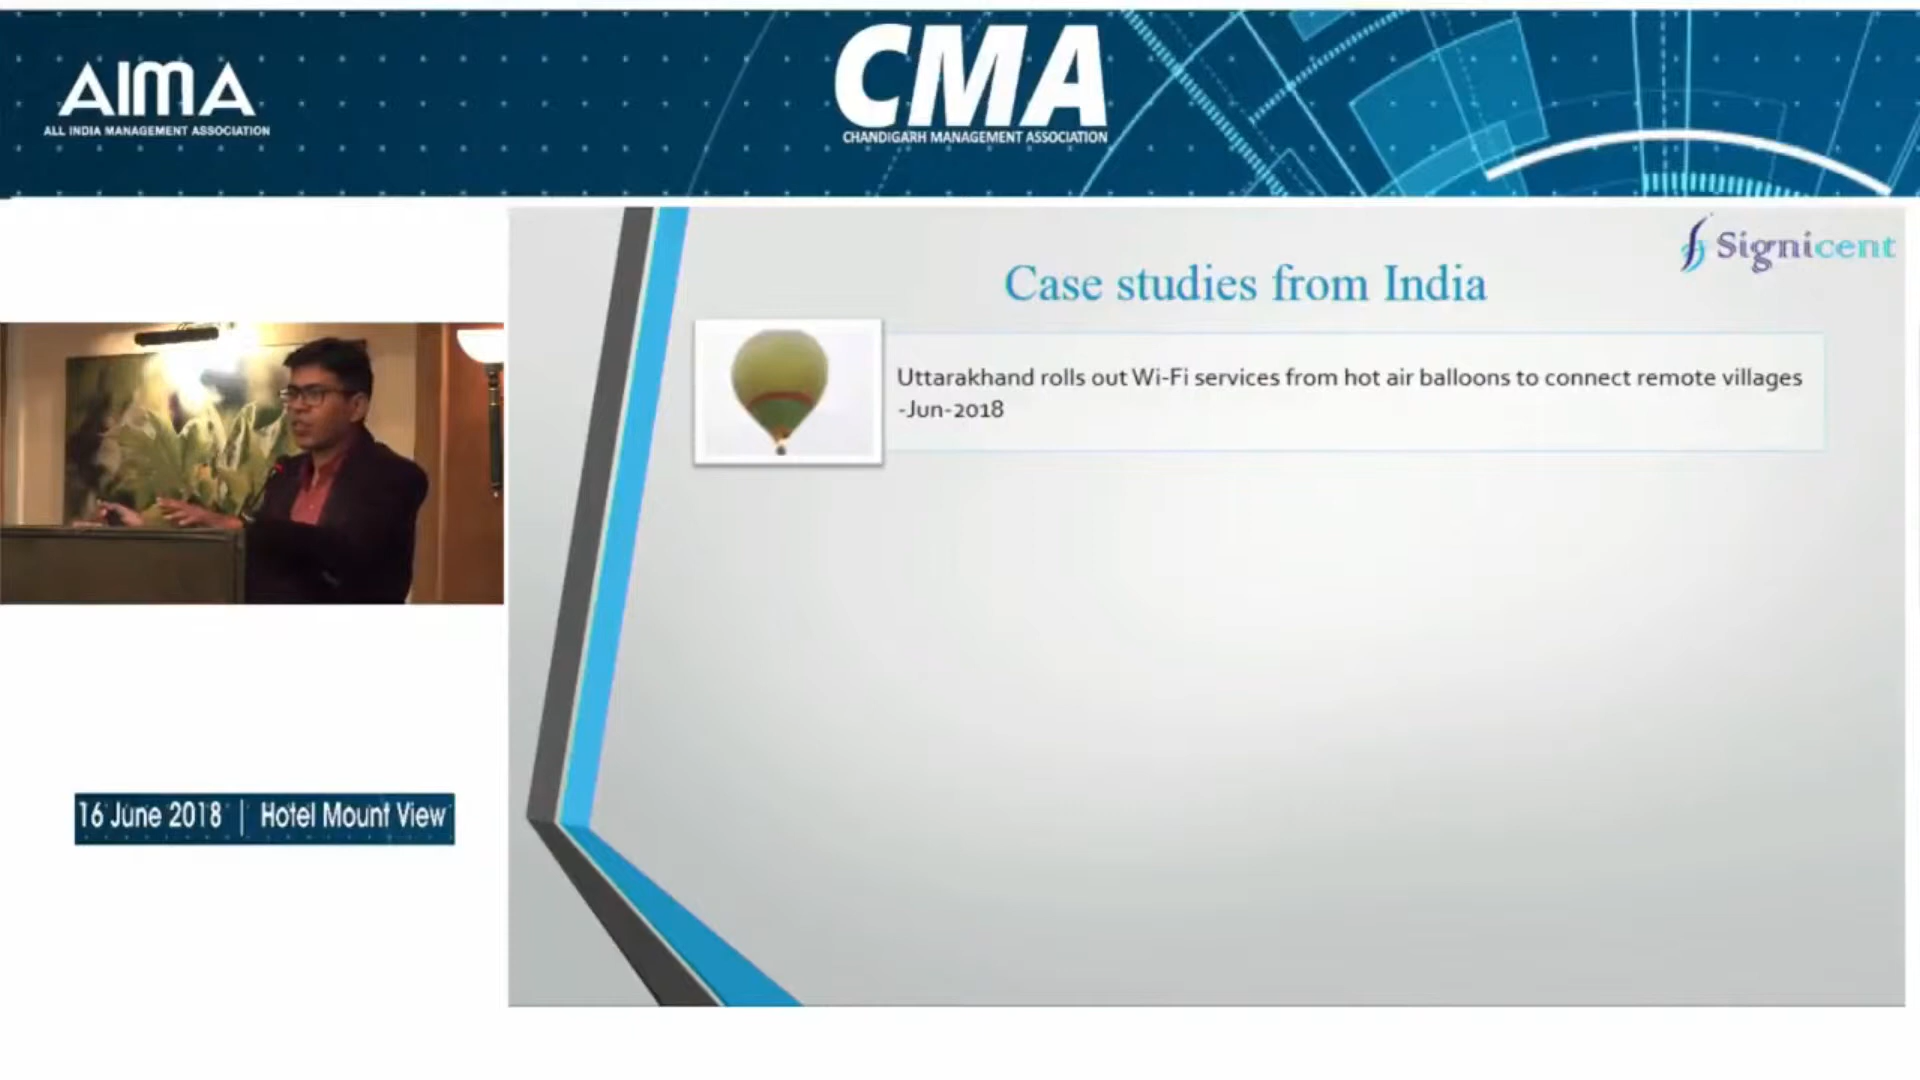 AIMA
ALL INDIA MANAGEMENT ASSOCIATION
CMA
CHANDIGARH MANAGEMENT ASSOCIATION
Signicent
Case studies from India
Uttarakhand rolls out Wi-Fi services from hot air balloons to connect remote villages
-Jun-2018
16 June 2018 | Hotel Mount View